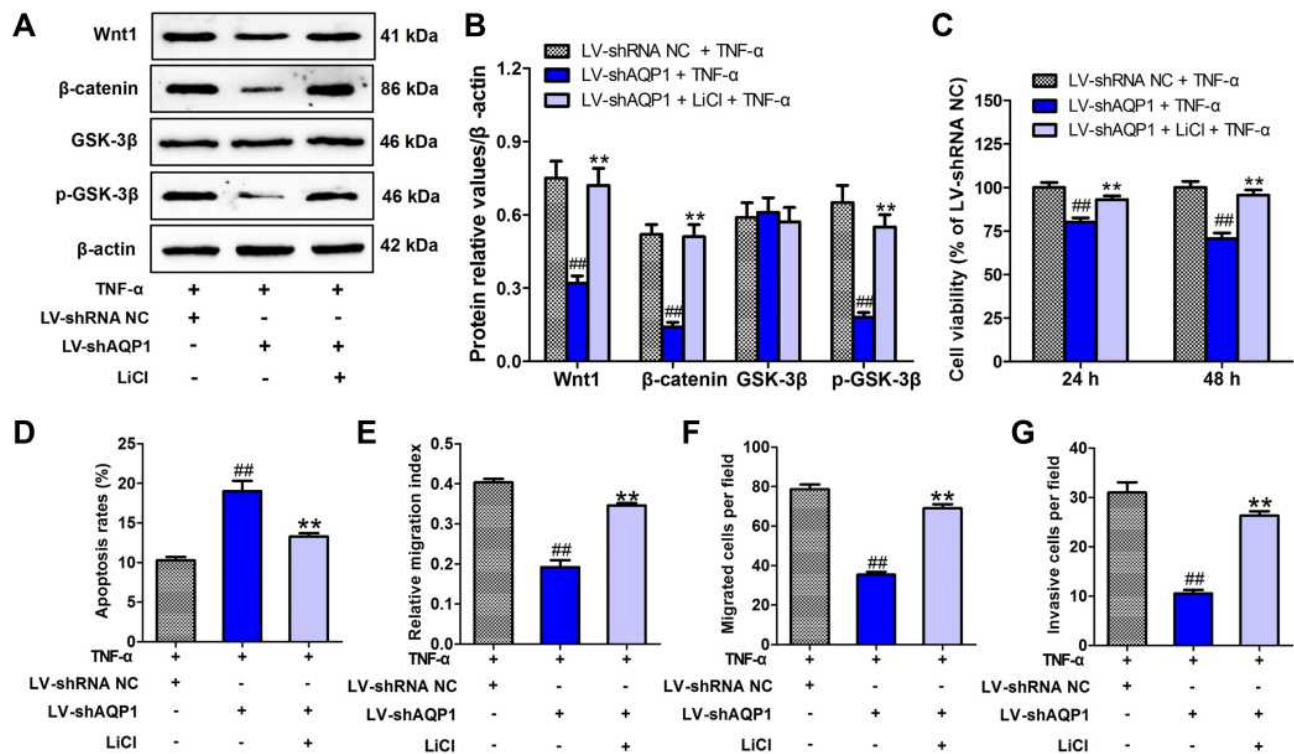 A
Wnt1
41 kDa
β-catenin
86 kDa
GSK-3β
46 kDa
p-GSK-3β
46 kDa
β-actin
42 kDa
TNF-α + + +
LV-shRNA NC + - -
LV-shAQP1 - + +
LiCl - - +
B
LV-shRNA NC + TNF-α
LV-shAQP1 + TNF-α
LV-shAQP1 + LiCl + TNF-α
Protein relative values/β -actin
1.2
0.9
0.6
0.3
0.0
## **
## **
## **
Wnt1 β-catenin GSK-3β p-GSK-3β
C
LV-shRNA NC + TNF-α
LV-shAQP1 + TNF-α
LV-shAQP1 + LiCl + TNF-α
Cell viability (% of LV-shRNA NC)
150
125
100
75
50
25
0
## **
## **
24 h 48 h
D
Apoptosis rates (%)
25
20
15
10
5
0
##
**
TNF-α + + +
LV-shRNA NC + - -
LV-shAQP1 - + +
LiCl - - +
E
Relative migration index
0.5
0.4
0.3
0.2
0.1
0.0
##
**
TNF-α + + +
LV-shRNA NC + - -
LV-shAQP1 - + +
LiCl - - +
F
Migrated cells per field
100
80
60
40
20
0
##
**
TNF-α + + +
LV-shRNA NC + - -
LV-shAQP1 - + +
LiCl - - +
G
Invasive cells per field
40
30
20
10
0
##
**
TNF-α + + +
LV-shRNA NC + - -
LV-shAQP1 - + +
LiCl - - +